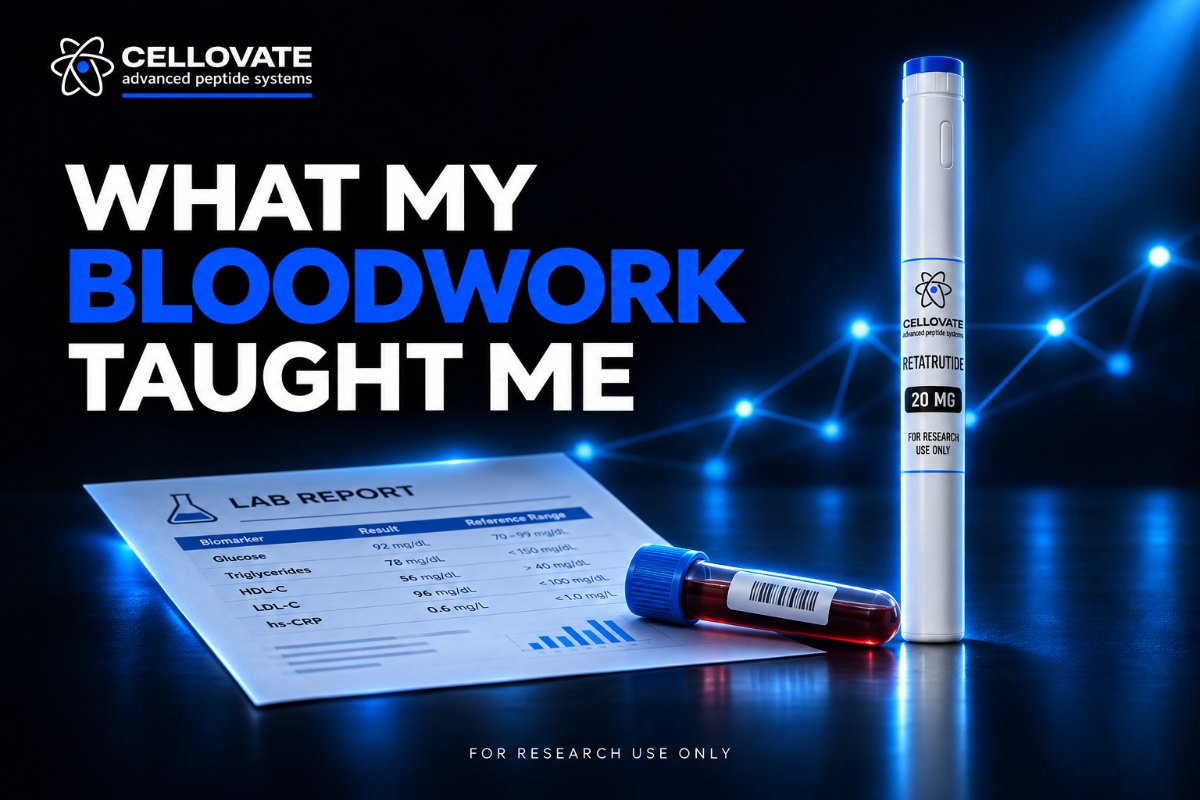 CELLOVATE
advanced peptide systems
WHAT MY
BLOODWORK
TAUGHT ME
LAB REPORT
Biomarker Result Reference Range
Glucose 92 mg/dL 70–99 mg/dL
Triglycerides 78 mg/dL <150 mg/dL
HDL-C 56 mg/dL > 40 mg/dL
LDL-C 96 mg/dL <100 mg/dL
hs-CRP 0.6 mg/L <1.0 mg/L
CELLOVATE
advanced peptide systems
RETATRUTIDE
20 MG
FOR RESEARCH
USE ONLY
FOR RESEARCH USE ONLY